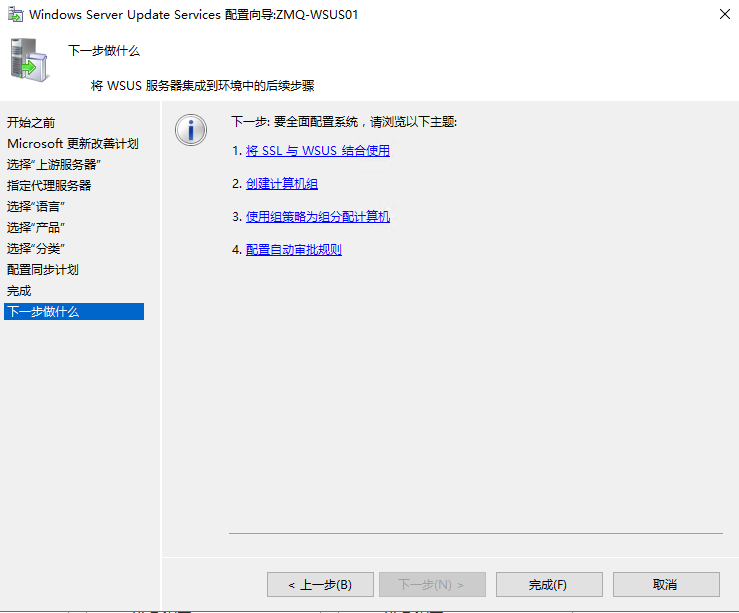 Windows Server Update Services 配置向导:ZMQ-WSUS01
下一步做什么
将 WSUS 服务器集成到环境中的后续步骤
开始之前
Microsoft 更新改善计划
选择“上游服务器”
指定代理服务器
选择“语言”
选择“产品”
选择“分类”
配置同步计划
完成
下一步做什么
下一步: 要全面配置系统，请浏览以下主题:
1. 将 SSL 与 WSUS 结合使用
2. 创建计算机组
3. 使用组策略为组分配计算机
4. 配置自动审批规则
< 上一步(B)
下一步(N) >
完成(F)
取消